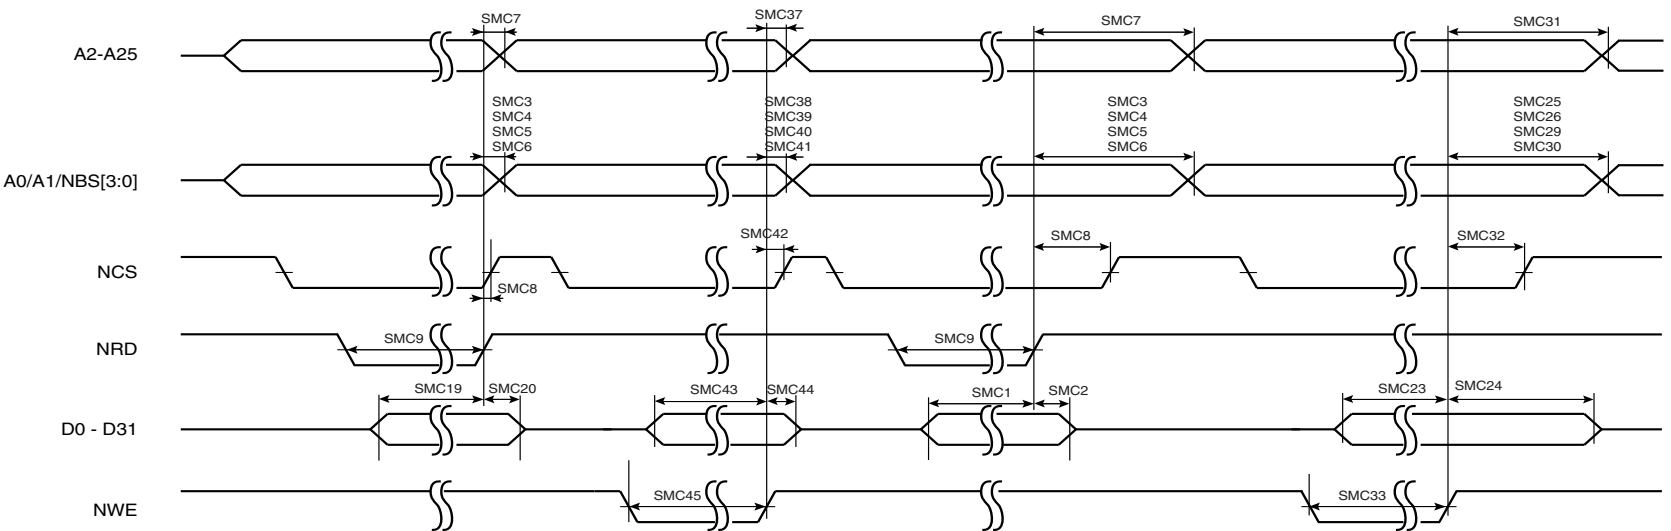 SMC7 SMC37 SMC7 SMC31
A2-A25
SMC3 SMC38 SMC3 SMC25
SMC4 SMC39 SMC4 SMC26
SMC5 SMC40 SMC5 SMC29
SMC6 SMC41 SMC6 SMC30
A0/A1/NBS[3:0]
SMC42 SMC8 SMC32
NCS
SMC8
SMC9 SMC9
NRD
SMC19 SMC20 SMC43 SMC44 SMC1 SMC2 SMC23 SMC24
D0 - D31
SMC45 SMC33
NWE